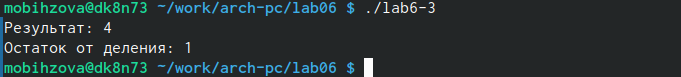 mobihzova@dk8n73 ~/work/arch-pc/lab06 $ ./lab6-3
Результат: 4
Остаток от деления: 1
mobihzova@dk8n73 ~/work/arch-pc/lab06 $